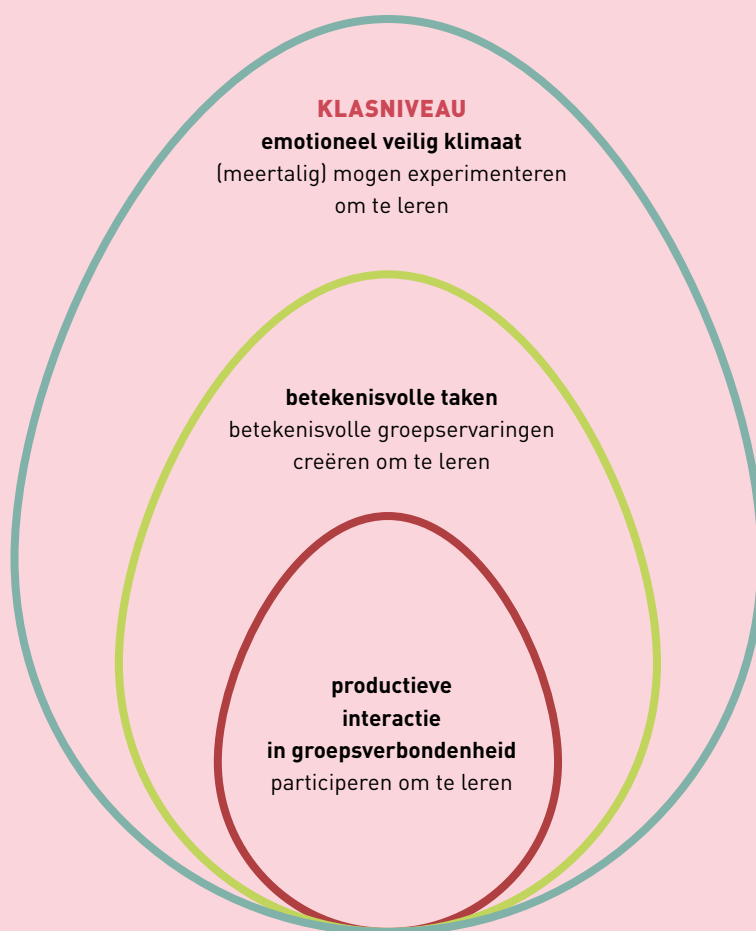 KLASNIVEAU
emotioneel veilig klimaat
(meertalig) mogen experimenteren
om te leren
betekenisvolle taken
betekenisvolle groepservaringen
creëren om te leren
productieve
interactie
in groepsverbondenheid
participeren om te leren